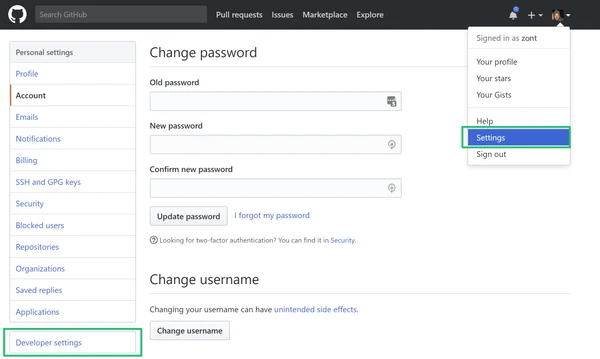 Search GitHub
Pull requests Issues Marketplace Explore
Signed in as zont
Your profile
Your stars
Your Gists
Help
Settings
Sign out
Personal settings
Profile
Account
Emails
Notifications
Billing
SSH and GPG keys
Security
Blocked users
Repositories
Organizations
Saved replies
Applications
Developer settings
Change password
Old password
New password
Confirm new password
Update password I forgot my password
Looking for two-factor authentication? You can find it in Security.
Change username
Changing your username can have unintended side effects.
Change username